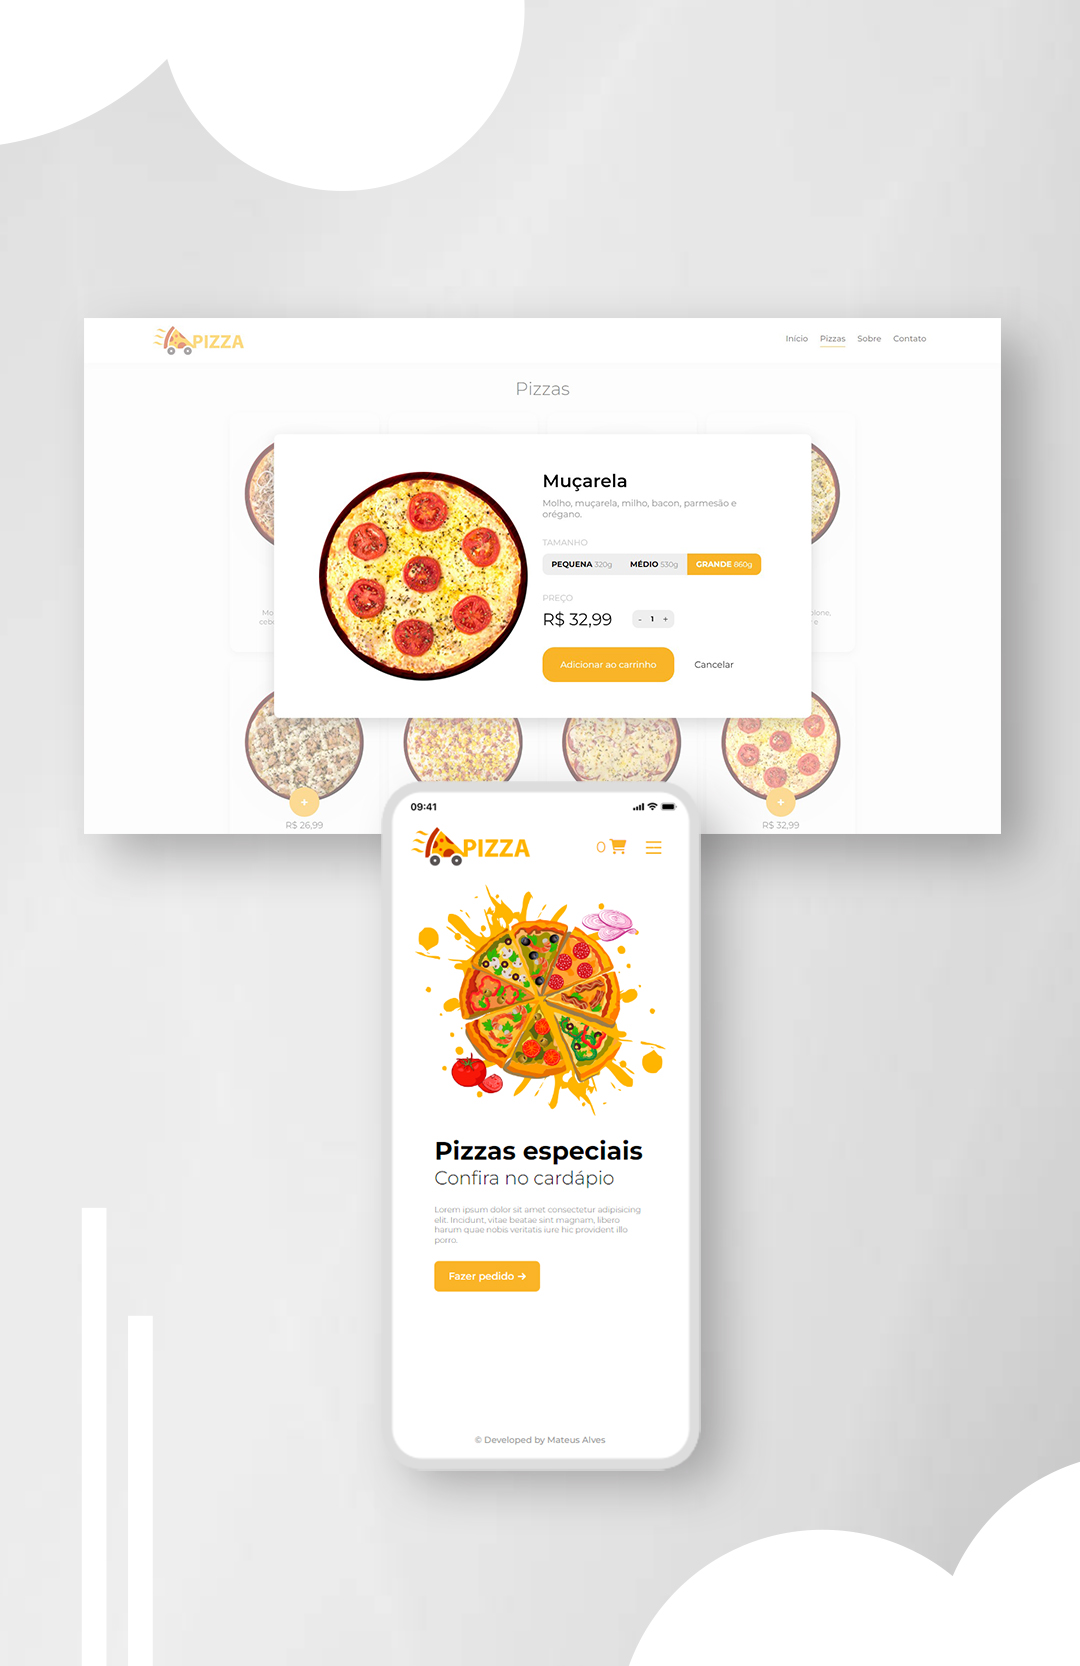 PIZZA
Início Pizzas Sobre Contato
Pizzas
Muçarela
Molho, muçarela, milho, bacon, parmesão e
orégano.
TAMANHO
PEQUENA 320g MÉDIO 530g GRANDE 860g
PREÇO
R$ 32,99 - 1 +
Adicionar ao carrinho Cancelar
Mo
ceb
e
+ +
R$ 26,99 R$ 32,99
09:41
PIZZA 0
Pizzas especiais
Confira no cardápio
Lorem ipsum dolor sit amet consectetur adipisicing
elit. Incidunt, vitae beatae sint magnam, libero
harum quae nobis veritatis iure hic provident illo
porro.
Fazer pedido →
© Developed by Mateus Alves